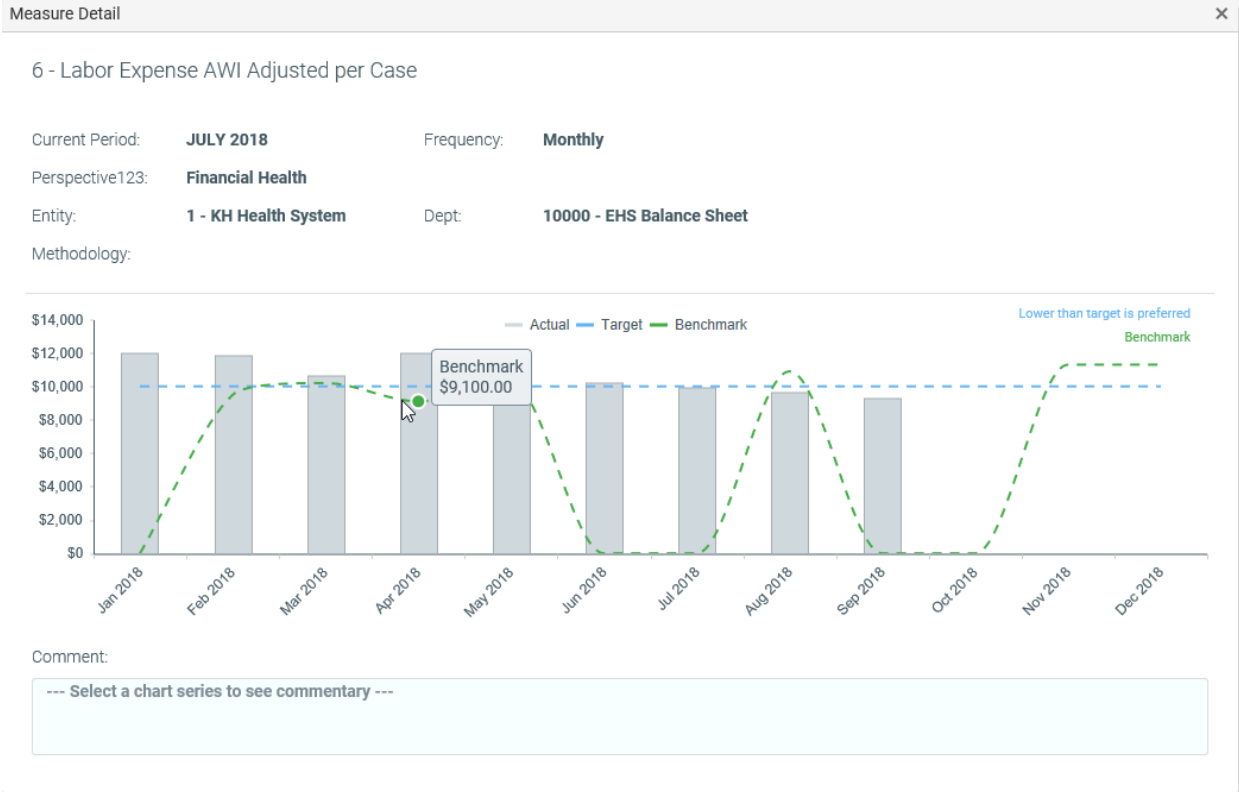 Measure Detail ×
6 - Labor Expense AWI Adjusted per Case
Current Period: JULY 2018 Frequency: Monthly
Perspective123: Financial Health
Entity: 1 - KH Health System Dept: 10000 - EHS Balance Sheet
Methodology:
Lower than target is preferred
Benchmark
Actual Target Benchmark
$14,000
$12,000
$10,000
$8,000
$6,000
$4,000
$2,000
$0
Benchmark
$9,100.00
Jan 2018 Feb 2018 Mar 2018 Apr 2018 May 2018 Jun 2018 Jul 2018 Aug 2018 Sep 2018 Oct 2018 Nov 2018 Dec 2018
Comment:
--- Select a chart series to see commentary ---